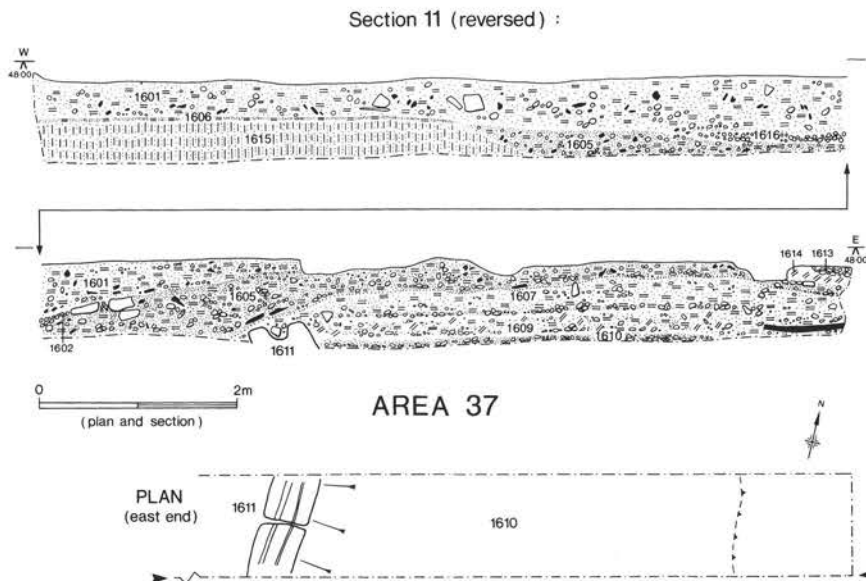 Section 11 (reversed) :
W
48·00
1601
1606
1615
1605
1616
E
48·00
1614
1613
1601
1605
1607
1609
1610
1602
1611
0 2m
(plan and section)
AREA 37
N
PLAN
(east end)
1611
1610